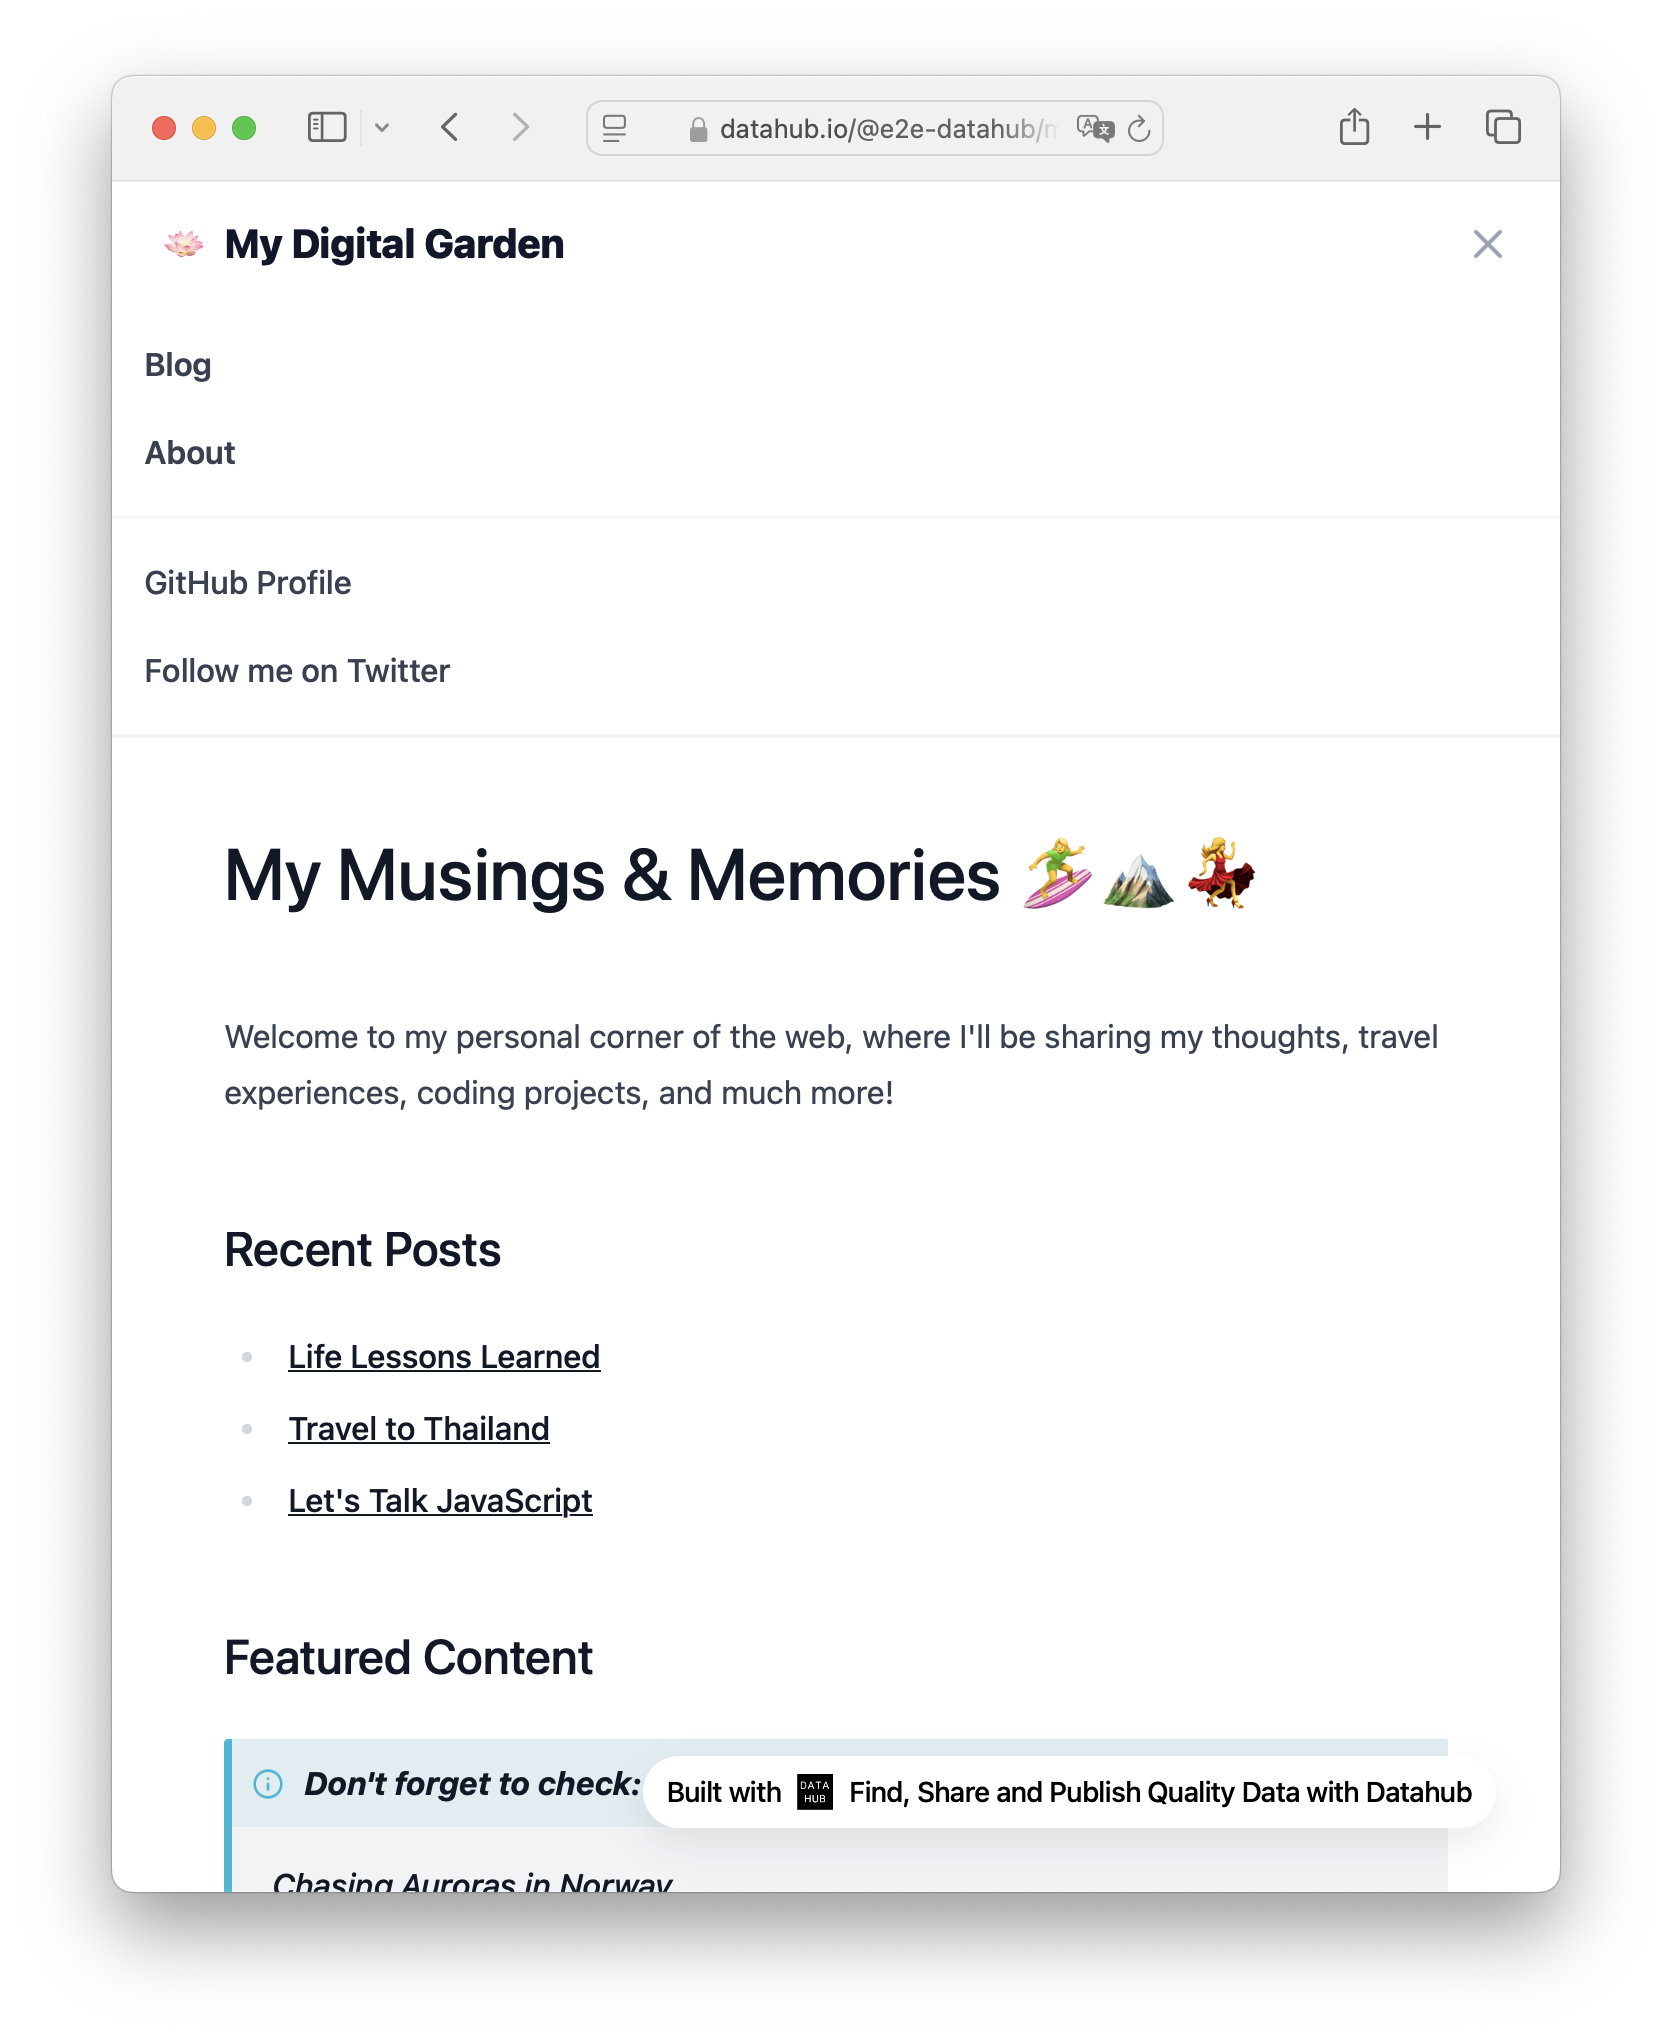 datahub.io/@e2e-datahub/
My Digital Garden
Blog
About
GitHub Profile
Follow me on Twitter
My Musings & Memories 🏄‍♀️⛰️💃
Welcome to my personal corner of the web, where I'll be sharing my thoughts, travel
experiences, coding projects, and much more!
Recent Posts
Life Lessons Learned
Travel to Thailand
Let's Talk JavaScript
Featured Content
Don't forget to check:
Built with DATA HUB Find, Share and Publish Quality Data with Datahub
Chasing Auroras in Norway